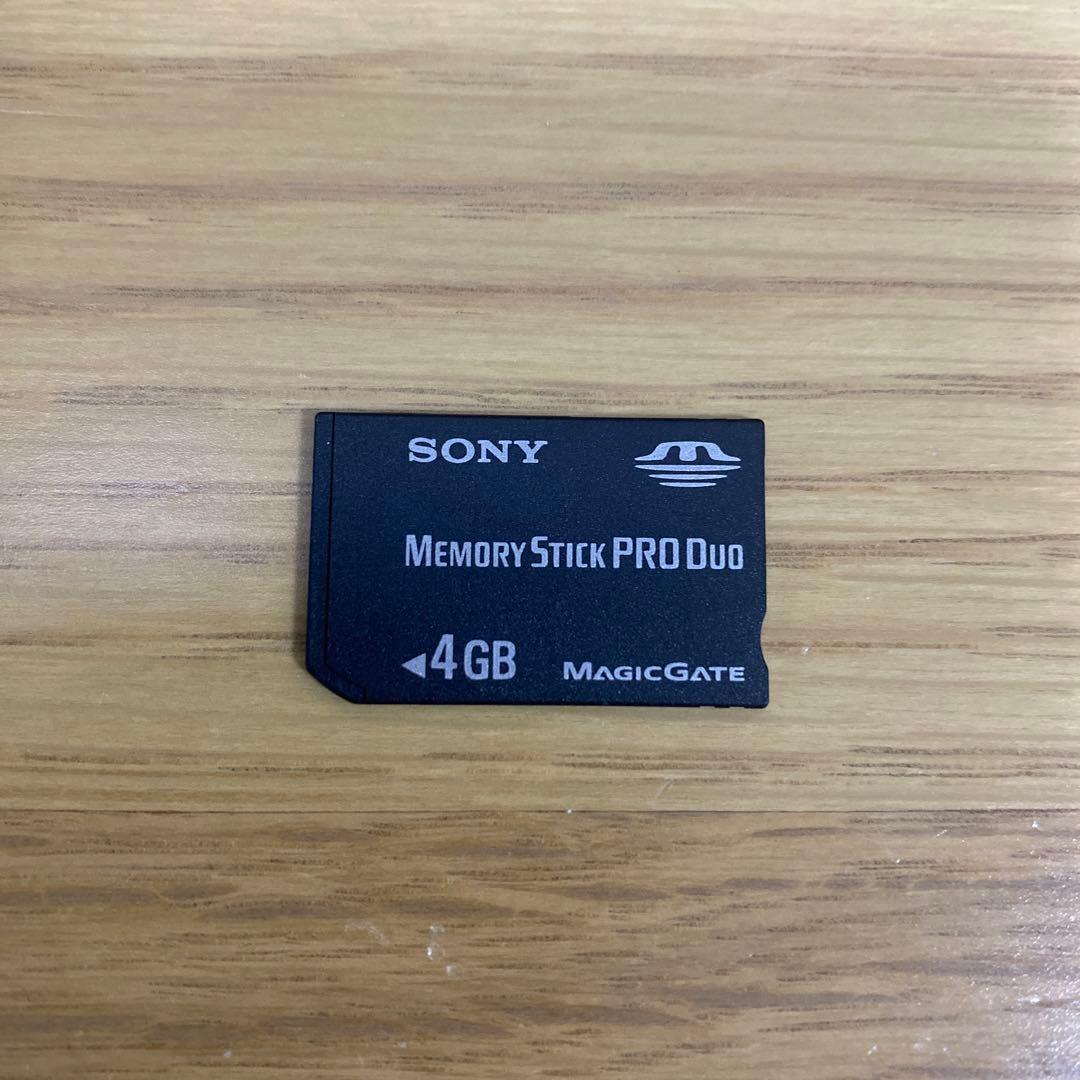 SONY
MEMORY STICK PRO DUO
◀4GB MAGICGATE